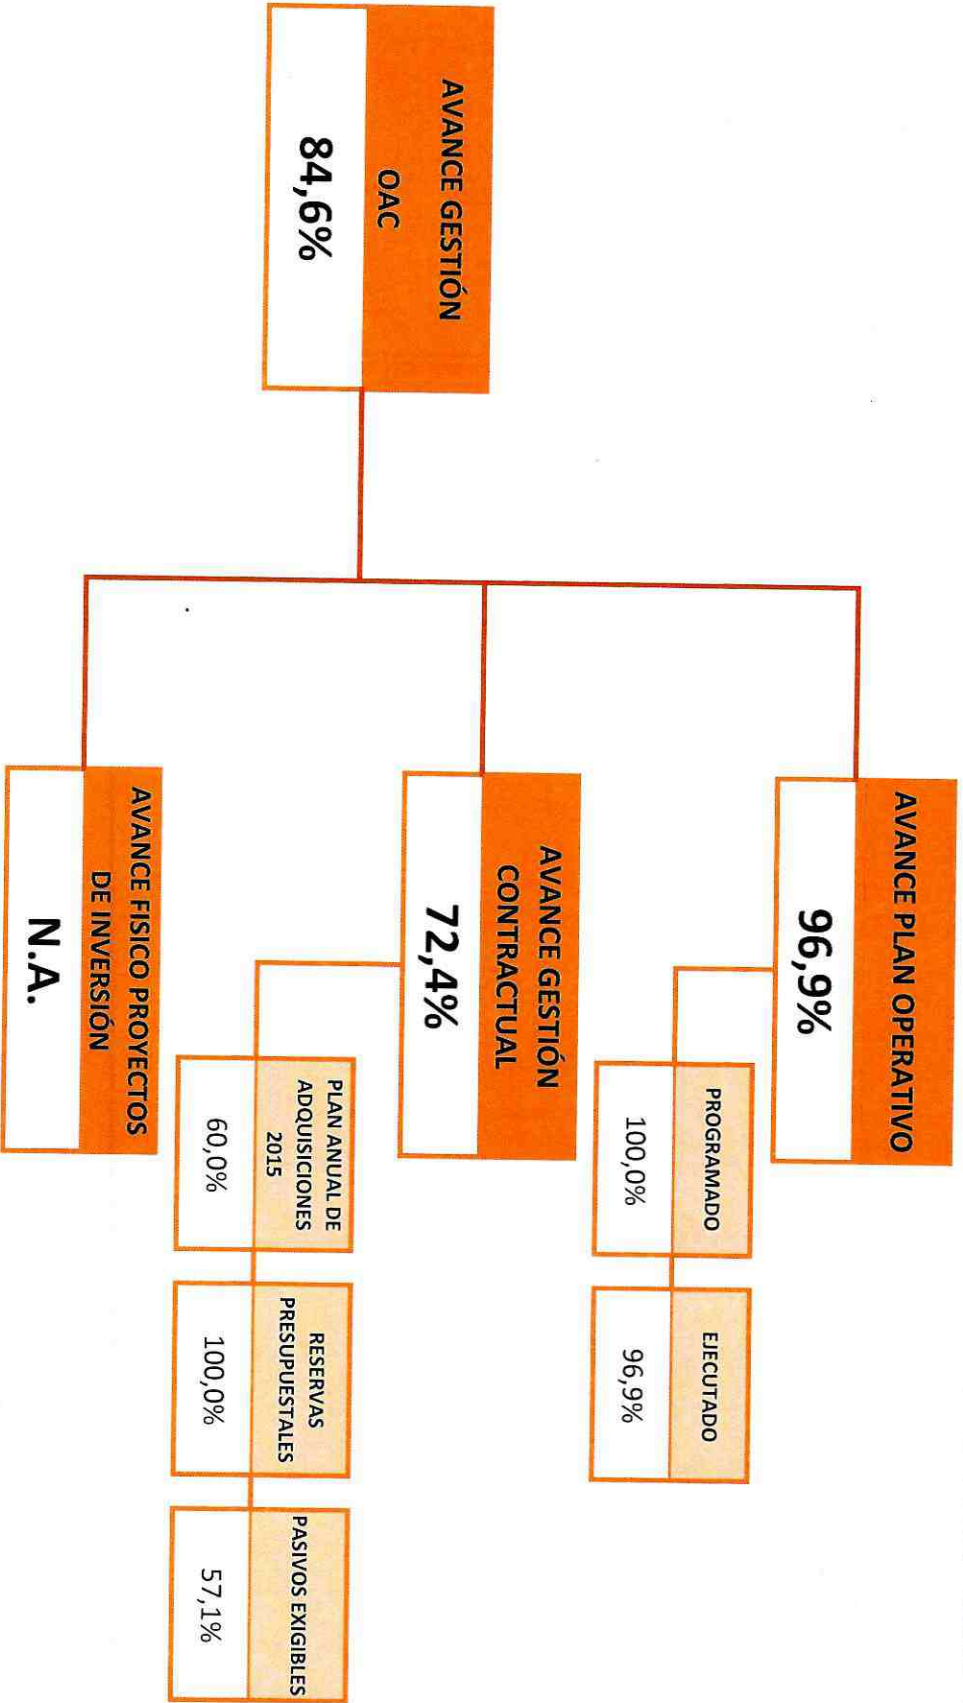 AVANCE GESTIÓN
OAC
84,6%
AVANCE PLAN OPERATIVO
96,9%
PROGRAMADO
100,0%
EJECUTADO
96,9%
AVANCE GESTIÓN
CONTRACTUAL
72,4%
PLAN ANUAL DE
ADQUISICIONES
2015
60,0%
RESERVAS
PRESUPUESTALES
100,0%
PASIVOS EXIGIBLES
57,1%
AVANCE FISICO PROYECTOS
DE INVERSIÓN
N.A.